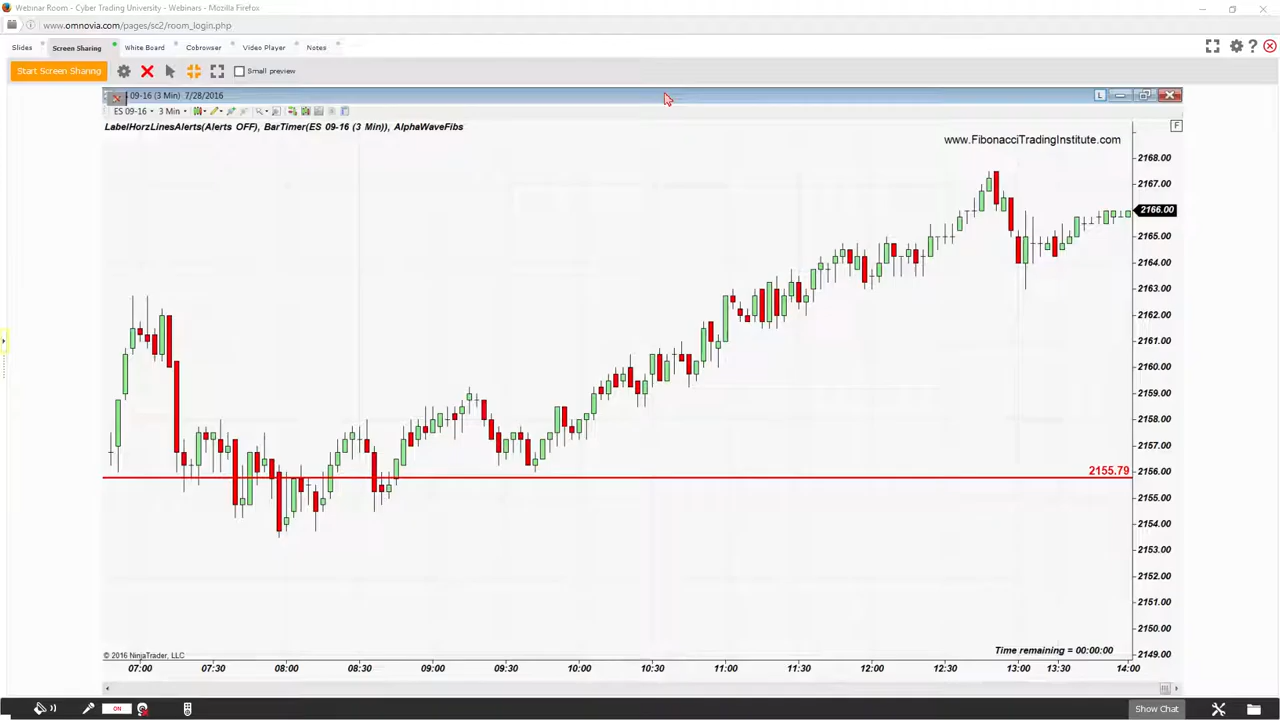 Webinar Room - Cyber Trading University - Webinars - Mozilla Firefox
www.omnovia.com/pages/sc2/room_login.php
Slides Screen Sharing White Board Cobrowser Video Player Notes
Start Screen Sharing Small preview
09-16 (3 Min) 7/28/2016 L
ES 09-16 3 Min
LabelHorzLinesAlerts(Alerts OFF), BarTimer(ES 09-16 (3 Min)), AlphaWaveFibs F
www.FibonacciTradingInstitute.com
2168.00
2167.00
2166.00
2165.00
2164.00
2163.00
2162.00
2161.00
2160.00
2159.00
2158.00
2157.00
2155.79
2156.00
2155.00
2154.00
2153.00
2152.00
2151.00
2150.00
2149.00
Time remaining = 00:00:00
© 2016 NinjaTrader, LLC
07:00 07:30 08:00 08:30 09:00 09:30 10:00 10:30 11:00 11:30 12:00 12:30 13:00 13:30 14:00
ON Show Chat